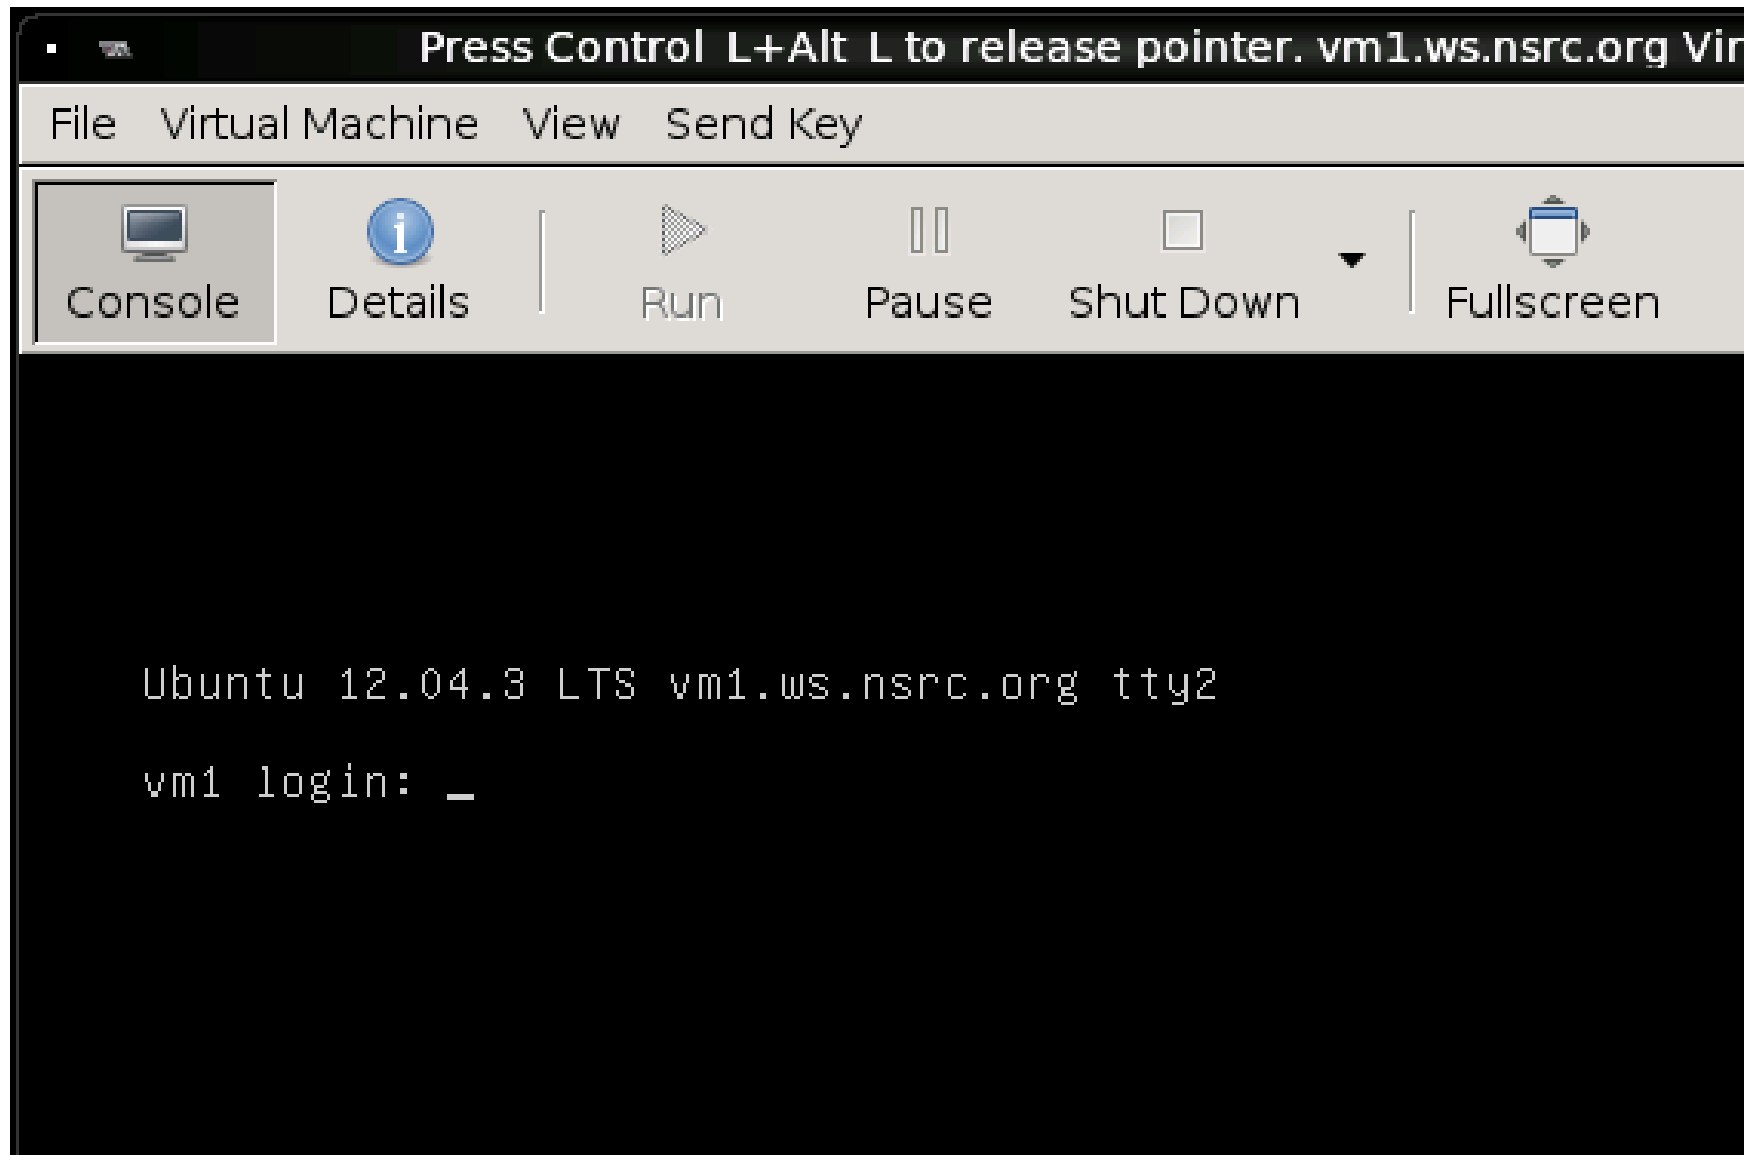 Press Control_L+Alt_L to release pointer. vm1.ws.nsrc.org Vir
File Virtual Machine View Send Key
Console Details Run Pause Shut Down Fullscreen
Ubuntu 12.04.3 LTS vm1.ws.nsrc.org tty2
vm1 login: _